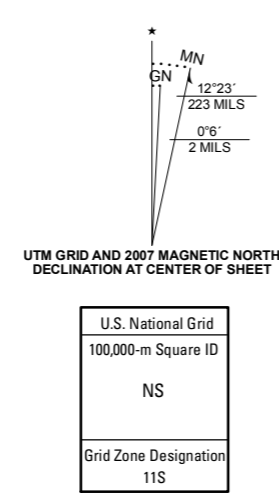 ★
MN
GN
12°23´
223 MILS
0°6´
2 MILS
UTM GRID AND 2007 MAGNETIC NORTH
DECLINATION AT CENTER OF SHEET
U.S. National Grid
100,000-m Square ID
NS
Grid Zone Designation
11S